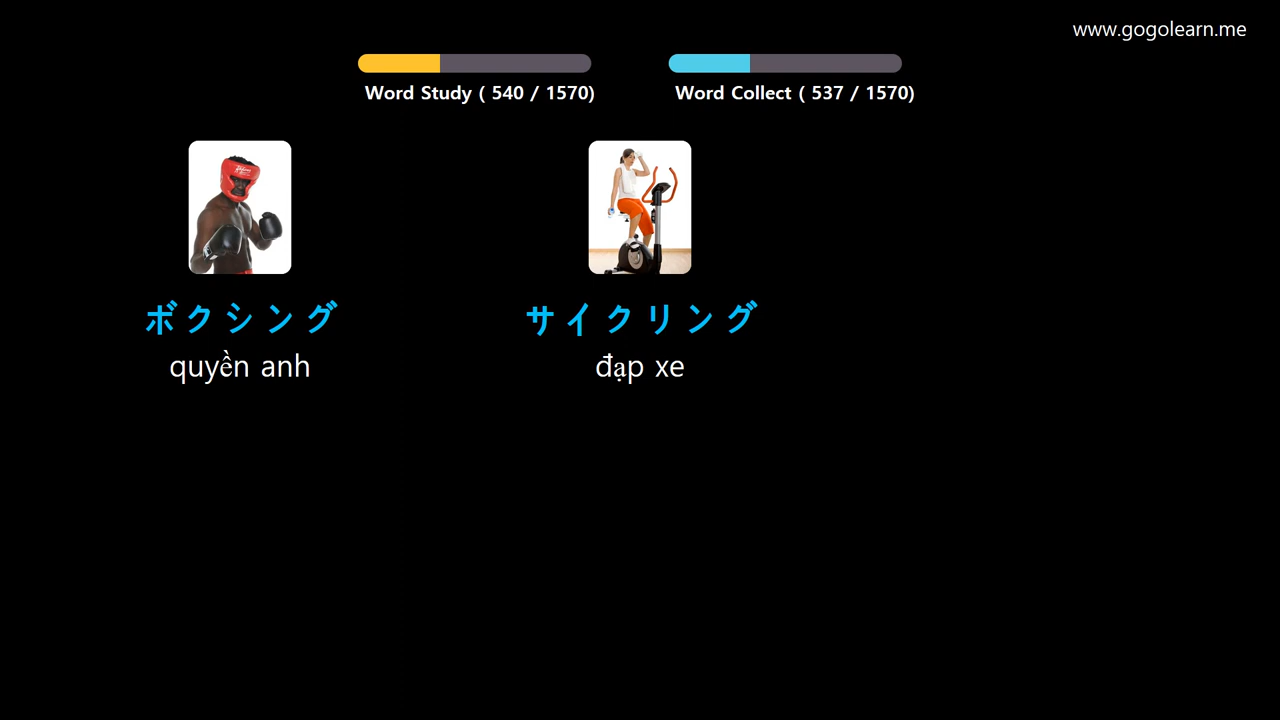 www.gogolearn.me
Word Study ( 540 / 1570)
Word Collect ( 537 / 1570)
ボクシング
サイクリング
quyền anh
đạp xe